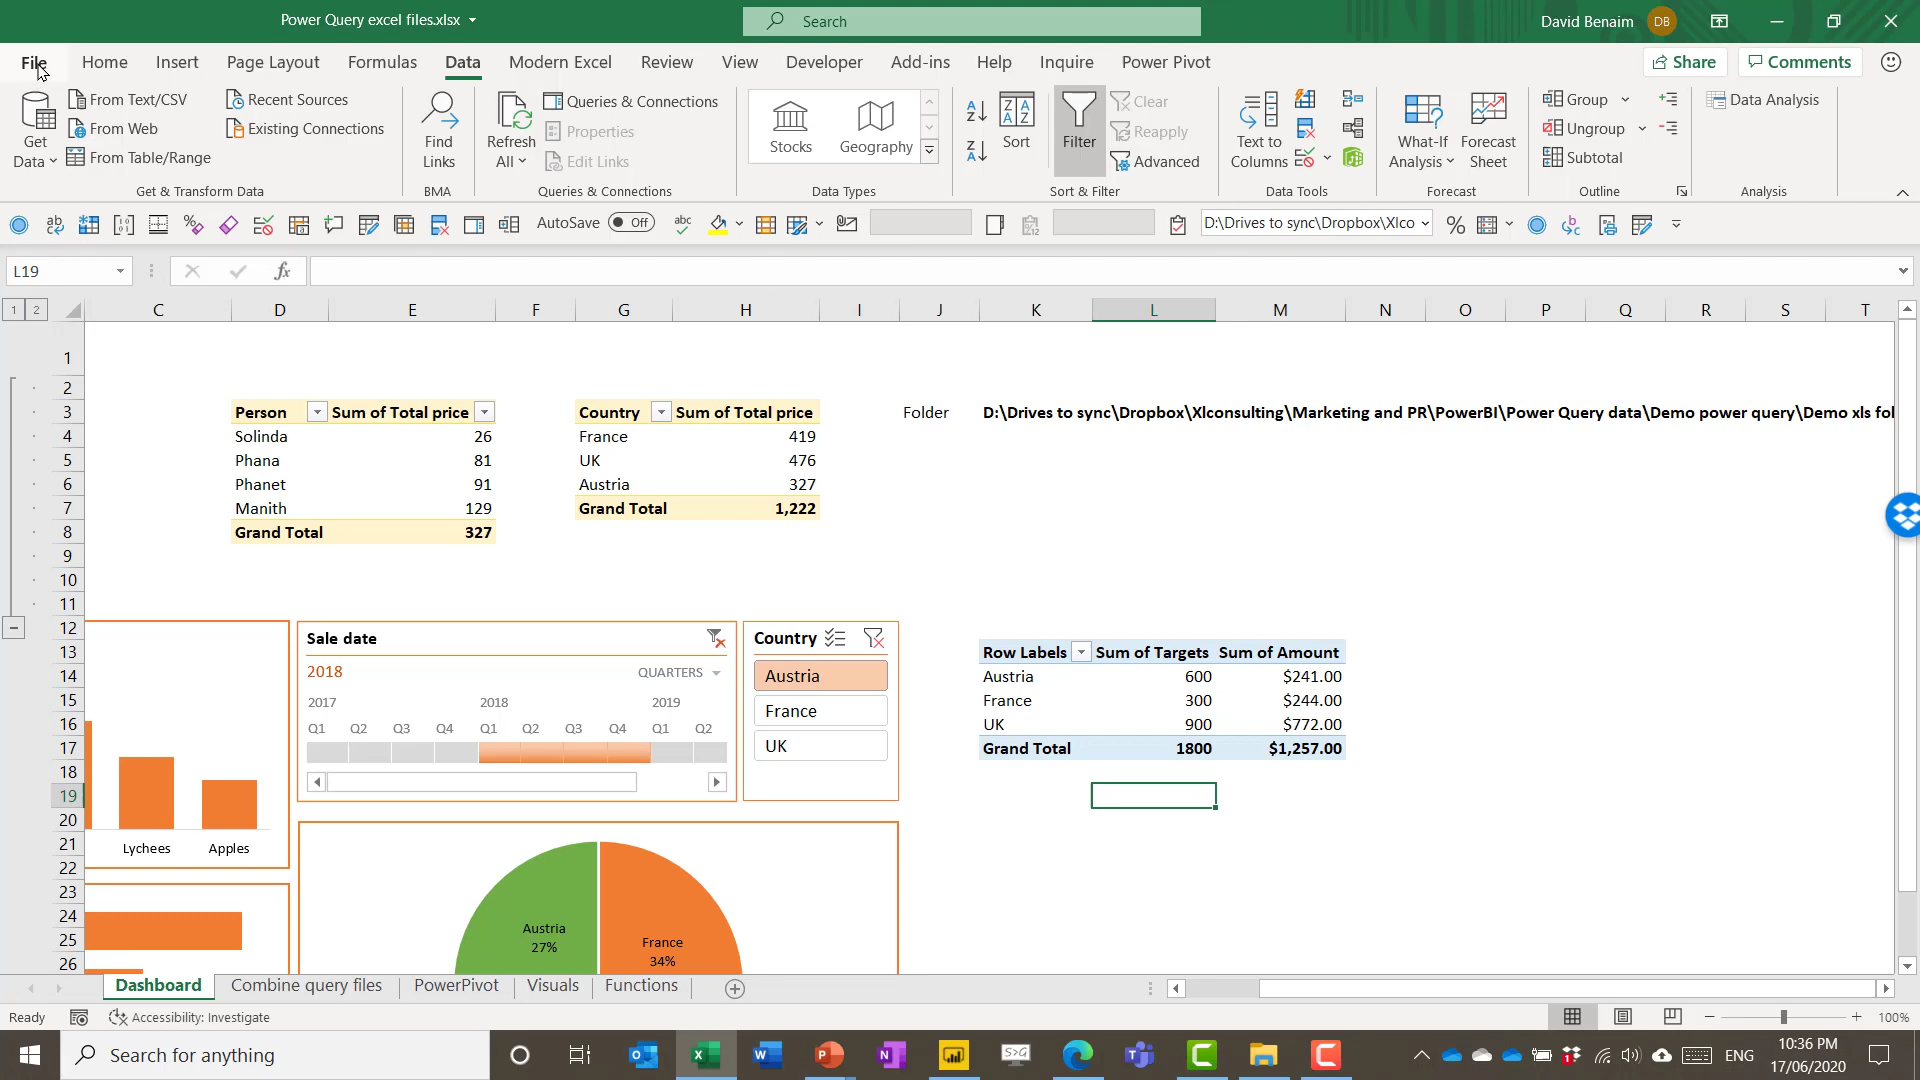 Power Query excel files.xlsx
Search
David Benaim
DB
File
Home
Insert
Page Layout
Formulas
Data
Modern Excel
Review
View
Developer
Add-ins
Help
Inquire
Power Pivot
Share
Comments
Get
Data
From Text/CSV
From Web
From Table/Range
Recent Sources
Existing Connections
Get & Transform Data
Find
Links
BMA
Refresh
All
Queries & Connections
Properties
Edit Links
Queries & Connections
Stocks
Geography
Data Types
Sort
Filter
Clear
Reapply
Advanced
Sort & Filter
Text to
Columns
Data Tools
What-If
Analysis
Forecast
Sheet
Forecast
Group
Ungroup
Subtotal
Outline
Data Analysis
Analysis
AutoSave
Off
D:\Drives to sync\Dropbox\Xlco
L19
fx
1 2
C D E F G H I J K L M N O P Q R S T
1
2
3
4
5
6
7
8
9
10
11
12
13
14
15
16
17
18
19
20
21
22
23
24
25
26
Person Sum of Total price
Solinda 26
Phana 81
Phanet 91
Manith 129
Grand Total 327
Country Sum of Total price
France 419
UK 476
Austria 327
Grand Total 1,222
Folder
D:\Drives to sync\Dropbox\Xlconsulting\Marketing and PR\PowerBI\Power Query data\Demo power query\Demo xls fol
Lychees
Apples
Sale date
2018
QUARTERS
2017 2018 2019
Q1 Q2 Q3 Q4 Q1 Q2 Q3 Q4 Q1 Q2
Country
Austria
France
UK
Row Labels Sum of Targets Sum of Amount
Austria 600 $241.00
France 300 $244.00
UK 900 $772.00
Grand Total 1800 $1,257.00
Austria
27%
France
34%
Dashboard
Combine query files
PowerPivot
Visuals
Functions
Ready
Accessibility: Investigate
100%
Search for anything
ENG
10:36 PM
17/06/2020